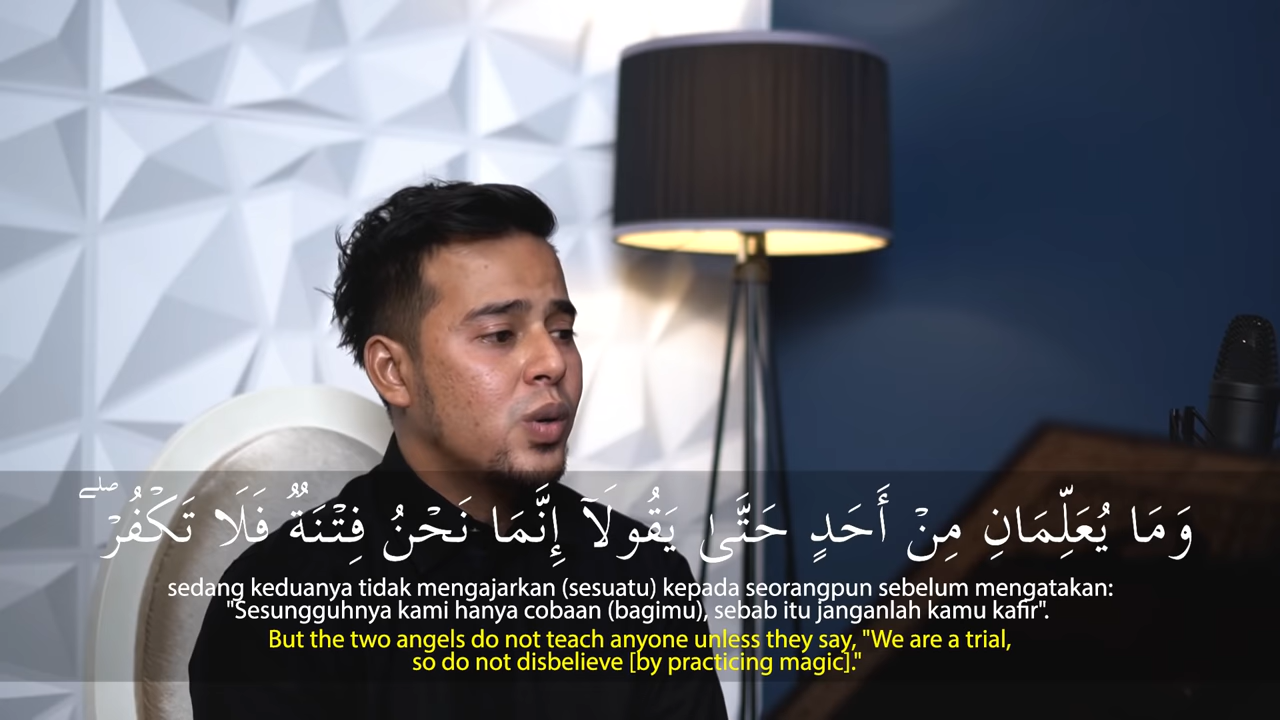 وَمَا يُعَلِّمَانِ مِنْ أَحَدٍ حَتَّىٰ يَقُولَآ إِنَّمَا نَحْنُ فِتْنَةٌ فَلَا تَكْفُرْ ۖ
sedang keduanya tidak mengajarkan (sesuatu) kepada seorangpun sebelum mengatakan:
"Sesungguhnya kami hanya cobaan (bagimu), sebab itu janganlah kamu kafir".
But the two angels do not teach anyone unless they say, "We are a trial,
so do not disbelieve [by practicing magic]."